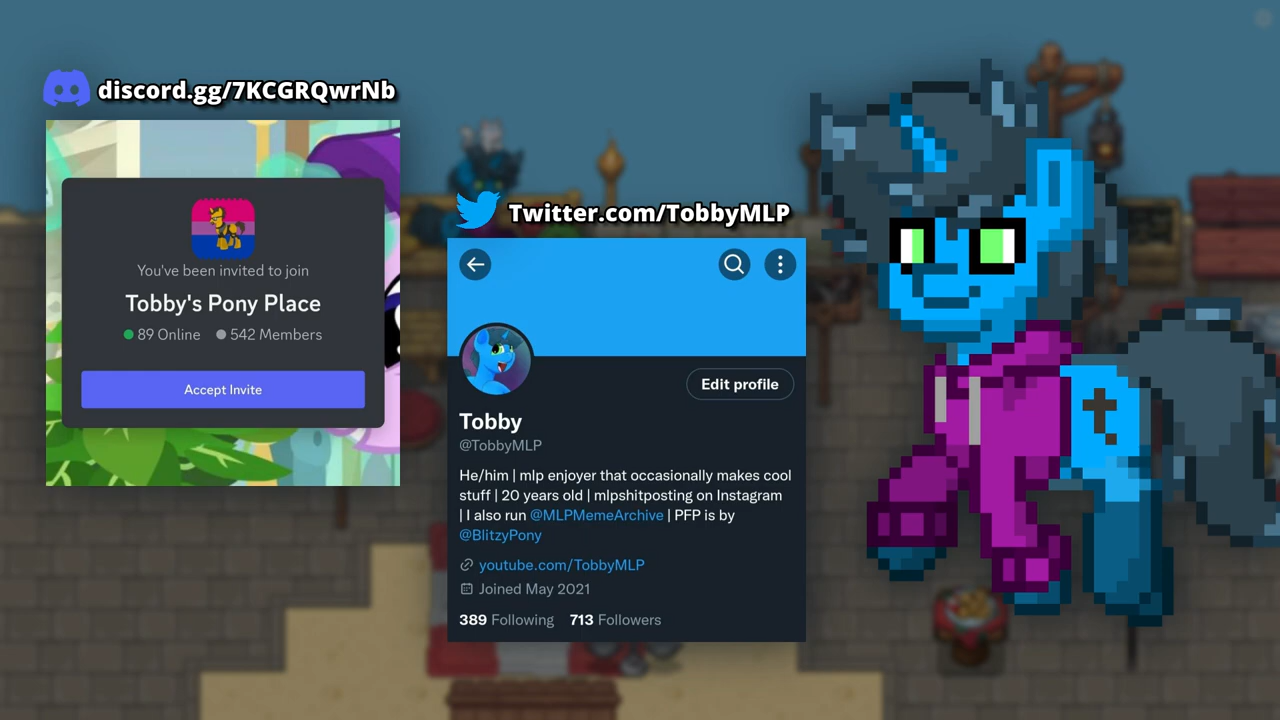 discord.gg/7KCGRQwrNb
You've been invited to join
Tobby's Pony Place
89 Online 542 Members
Accept Invite
Twitter.com/TobbyMLP
Edit profile
Tobby
@TobbyMLP
He/him | mlp enjoyer that occasionally makes cool
stuff | 20 years old | mlpshitposting on Instagram
| I also run @MLPMemeArchive | PFP is by
@BlitzyPony
youtube.com/TobbyMLP
Joined May 2021
389 Following 713 Followers